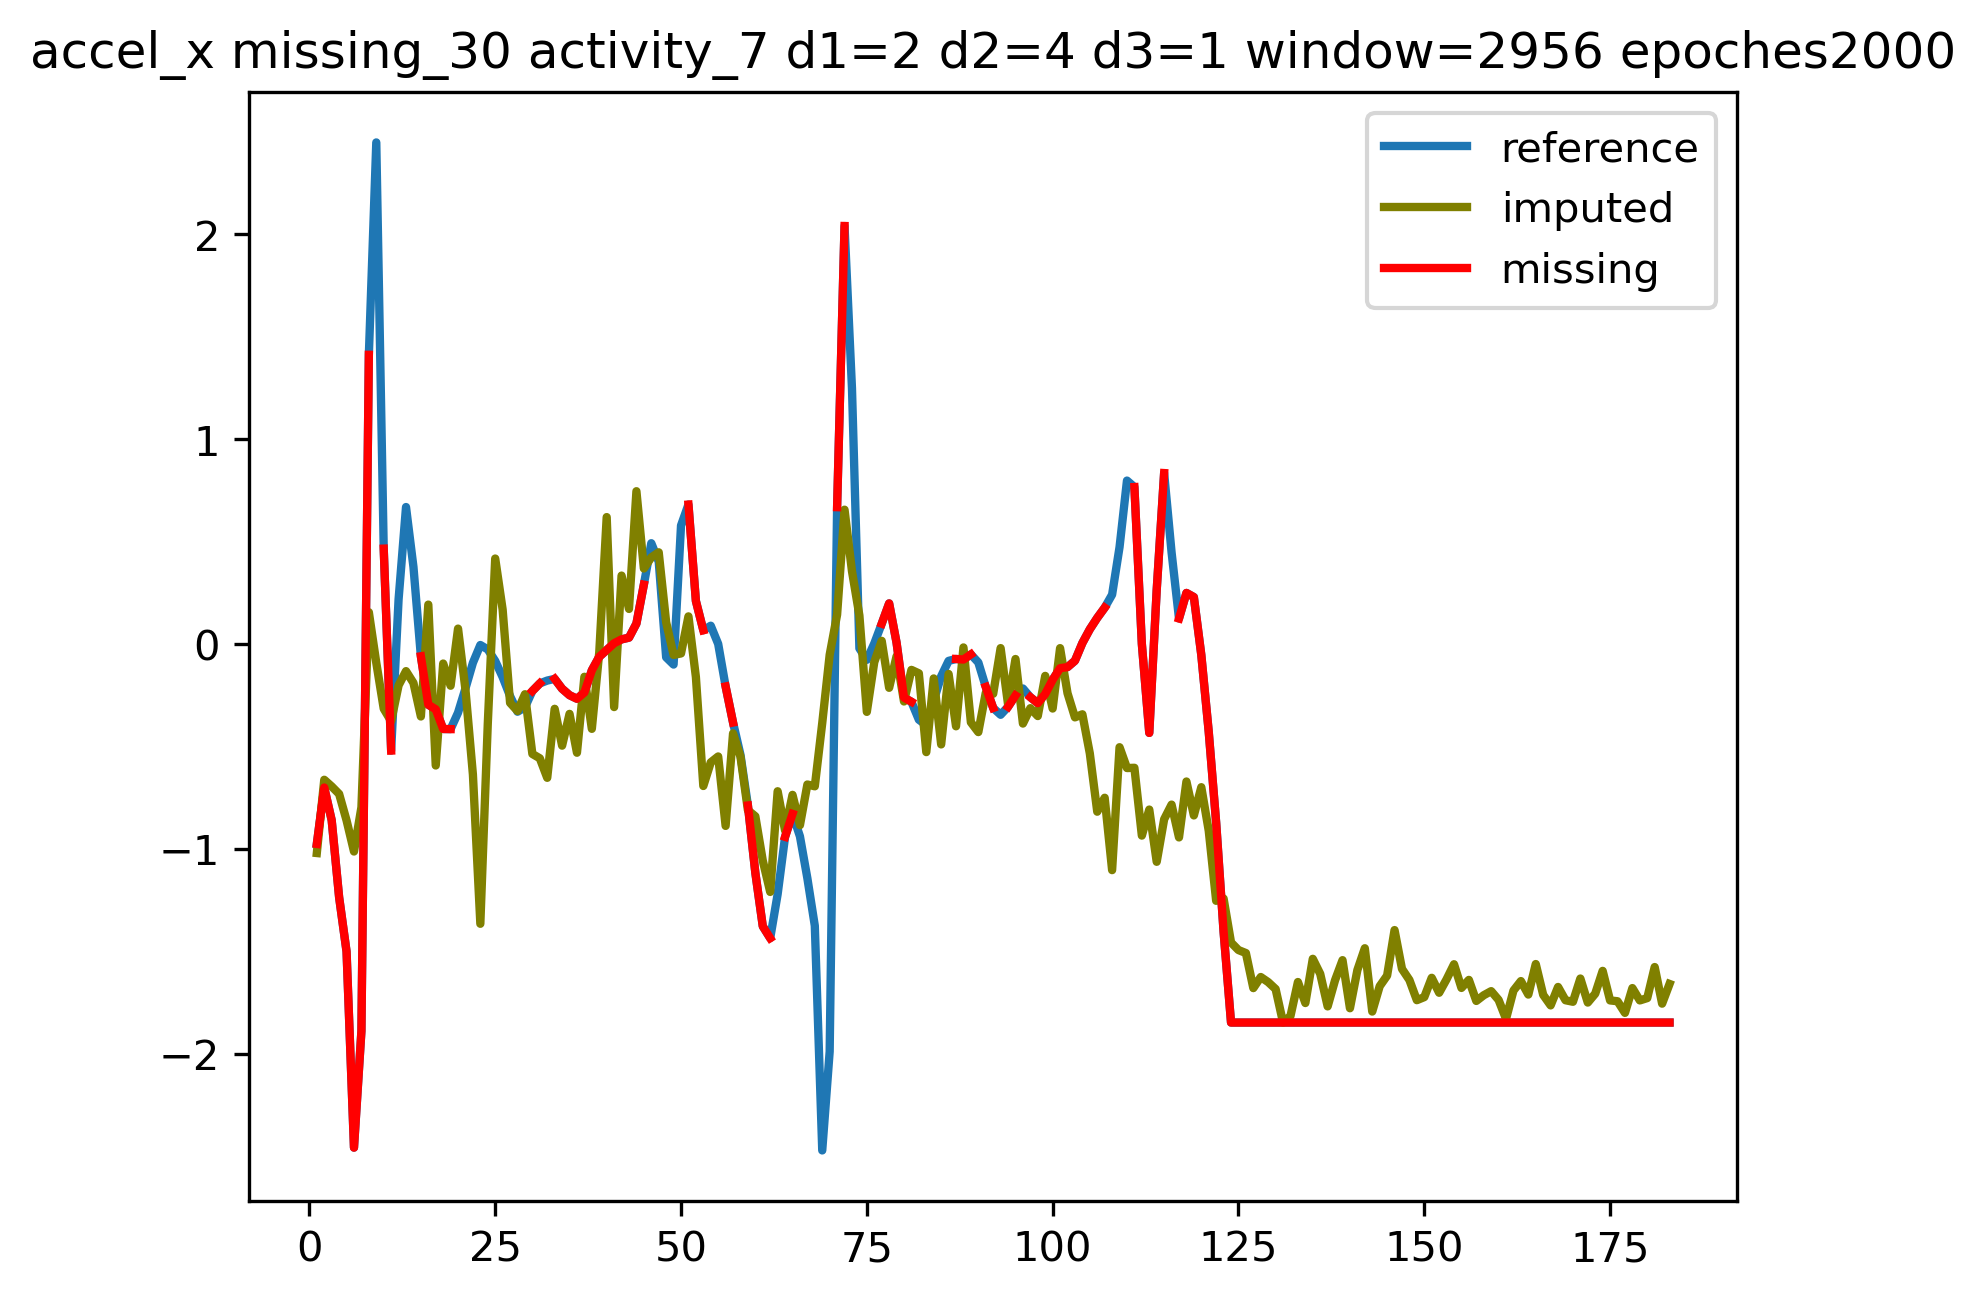 accel_x missing_30 activity_7 d1=2 d2=4 d3=1 window=2956 epoches2000
reference
imputed
missing
2
1
0
−1
−2
0 25 50 75 100 125 150 175